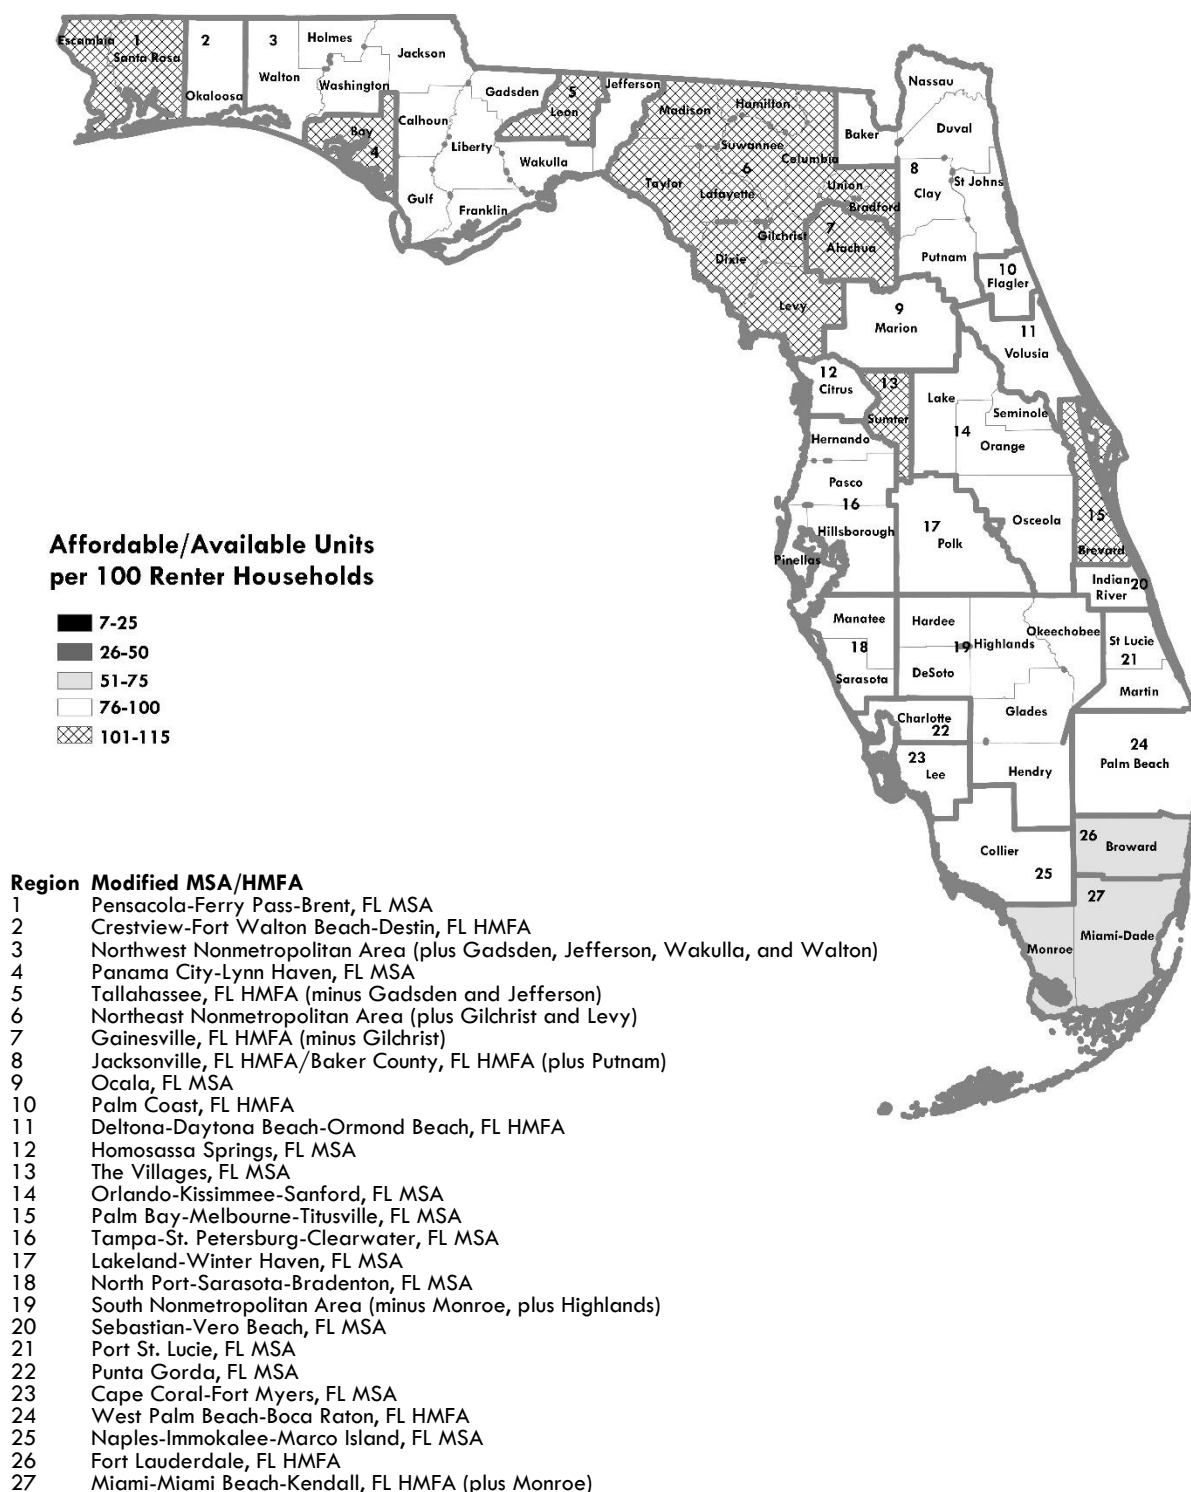 Escambia
1
Santa Rosa
2
Okaloosa
3
Walton
Holmes
Washington
Jackson
Bay
4
Calhoun
Gulf
Liberty
Franklin
Gadsden
5
Leon
Wakulla
Jefferson
Madison
Hamilton
Suwannee
Columbia
6
Taylor
Lafayette
Union
Bradford
Gilchrist
7
Alachua
Dixie
Levy
Baker
Nassau
Duval
8
Clay
St Johns
Putnam
10
Flagler
9
Marion
11
Volusia
12
Citrus
13
Sumter
Lake
Seminole
14
Orange
Hernando
Pasco
16
Hillsborough
Pinellas
17
Polk
Osceola
15
Brevard
Indian
River
20
Manatee
18
Sarasota
Hardee
19
Highlands
Okeechobee
DeSoto
St Lucie
21
Martin
Charlotte
22
Glades
23
Lee
Hendry
24
Palm Beach
Collier
25
26
Broward
27
Miami-Dade
Monroe
Affordable/Available Units
per 100 Renter Households
7-25
26-50
51-75
76-100
101-115
Region Modified MSA/HMFA
1 Pensacola-Ferry Pass-Brent, FL MSA
2 Crestview-Fort Walton Beach-Destin, FL HMFA
3 Northwest Nonmetropolitan Area (plus Gadsden, Jefferson, Wakulla, and Walton)
4 Panama City-Lynn Haven, FL MSA
5 Tallahassee, FL HMFA (minus Gadsden and Jefferson)
6 Northeast Nonmetropolitan Area (plus Gilchrist and Levy)
7 Gainesville, FL HMFA (minus Gilchrist)
8 Jacksonville, FL HMFA/Baker County, FL HMFA (plus Putnam)
9 Ocala, FL MSA
10 Palm Coast, FL HMFA
11 Deltona-Daytona Beach-Ormond Beach, FL HMFA
12 Homosassa Springs, FL MSA
13 The Villages, FL MSA
14 Orlando-Kissimmee-Sanford, FL MSA
15 Palm Bay-Melbourne-Titusville, FL MSA
16 Tampa-St. Petersburg-Clearwater, FL MSA
17 Lakeland-Winter Haven, FL MSA
18 North Port-Sarasota-Bradenton, FL MSA
19 South Nonmetropolitan Area (minus Monroe, plus Highlands)
20 Sebastian-Vero Beach, FL MSA
21 Port St. Lucie, FL MSA
22 Punta Gorda, FL MSA
23 Cape Coral-Fort Myers, FL MSA
24 West Palm Beach-Boca Raton, FL HMFA
25 Naples-Immokalee-Marco Island, FL MSA
26 Fort Lauderdale, FL HMFA
27 Miami-Miami Beach-Kendall, FL HMFA (plus Monroe)